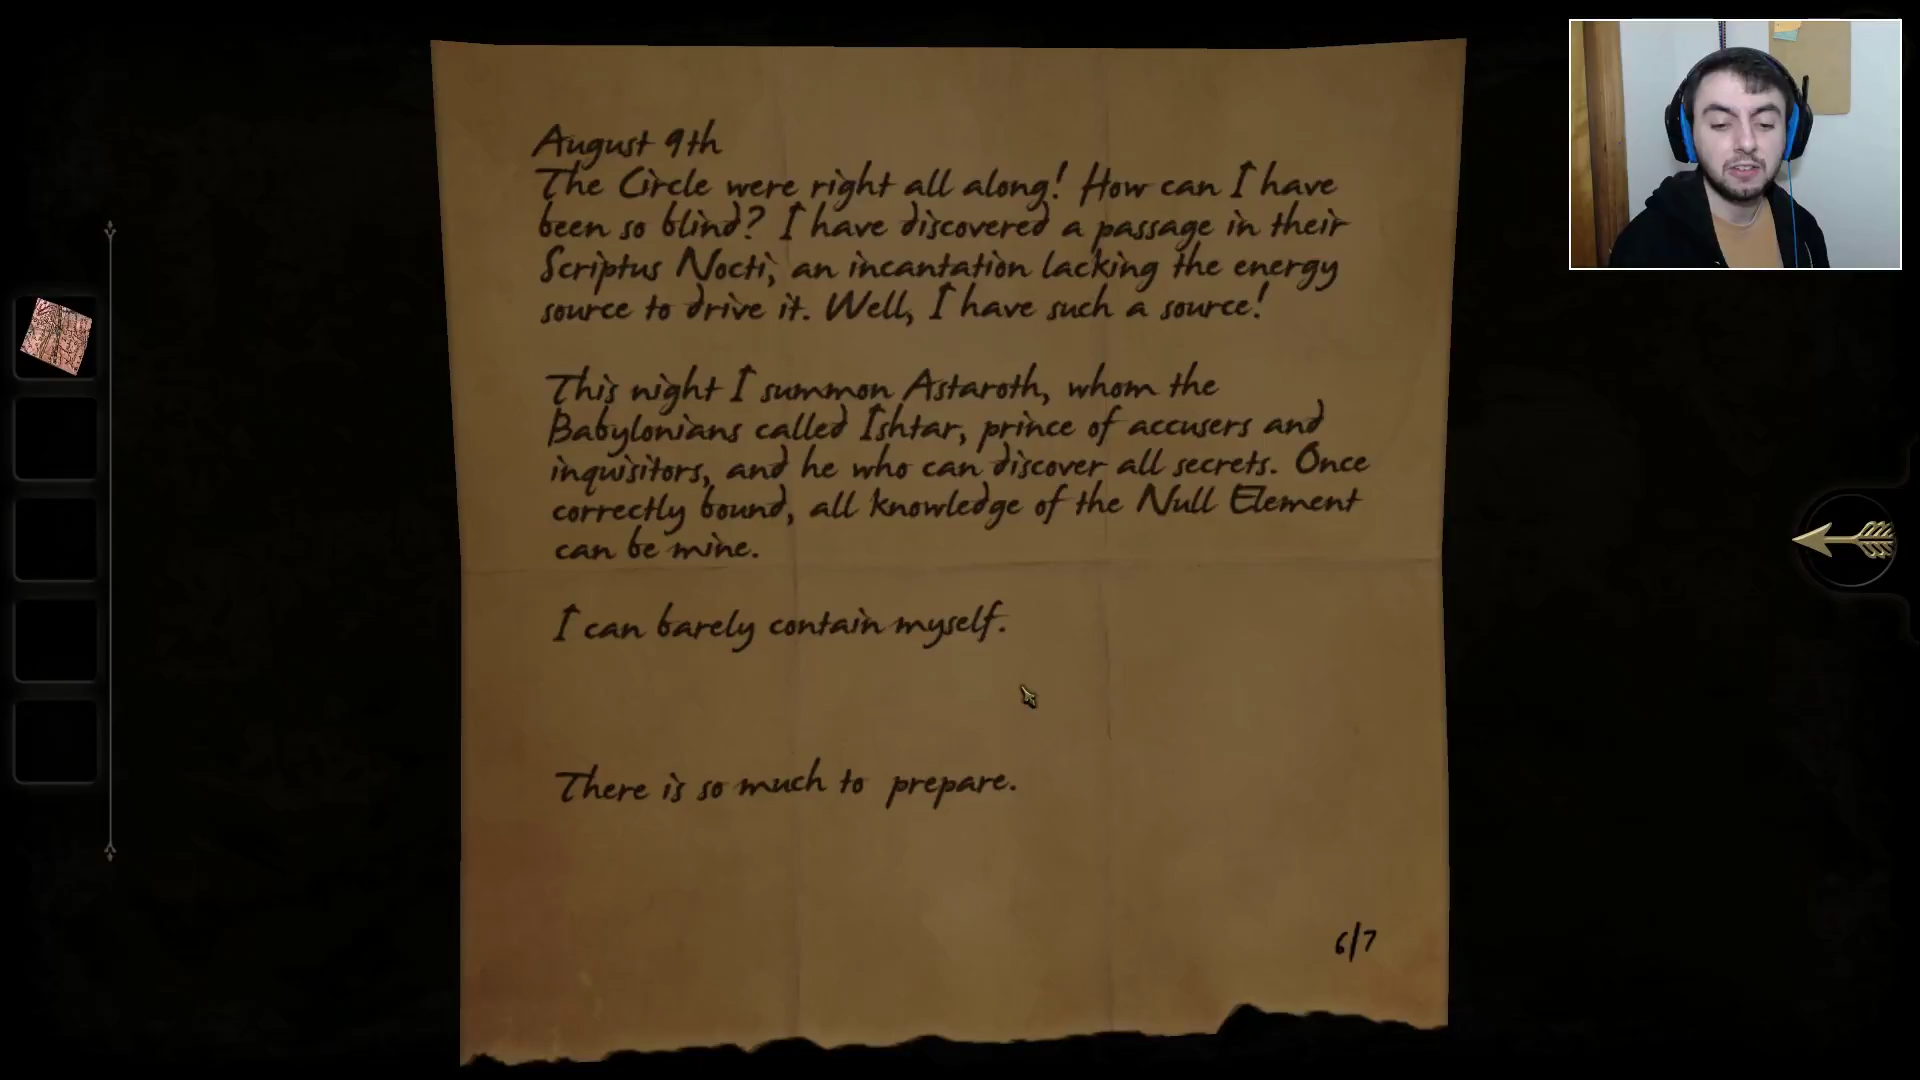 August 9th
The Circle were right all along! How can I have
been so blind? I have discovered a passage in their
Scriptus Nocti, an incantation lacking the energy
source to drive it. Well, I have such a source!
This night I summon Astaroth, whom the
Babylonians called Ishtar, prince of accusers and
inquisitors, and he who can discover all secrets. Once
correctly bound, all knowledge of the Null Element
can be mine.
I can barely contain myself.
There is so much to prepare.
6/7